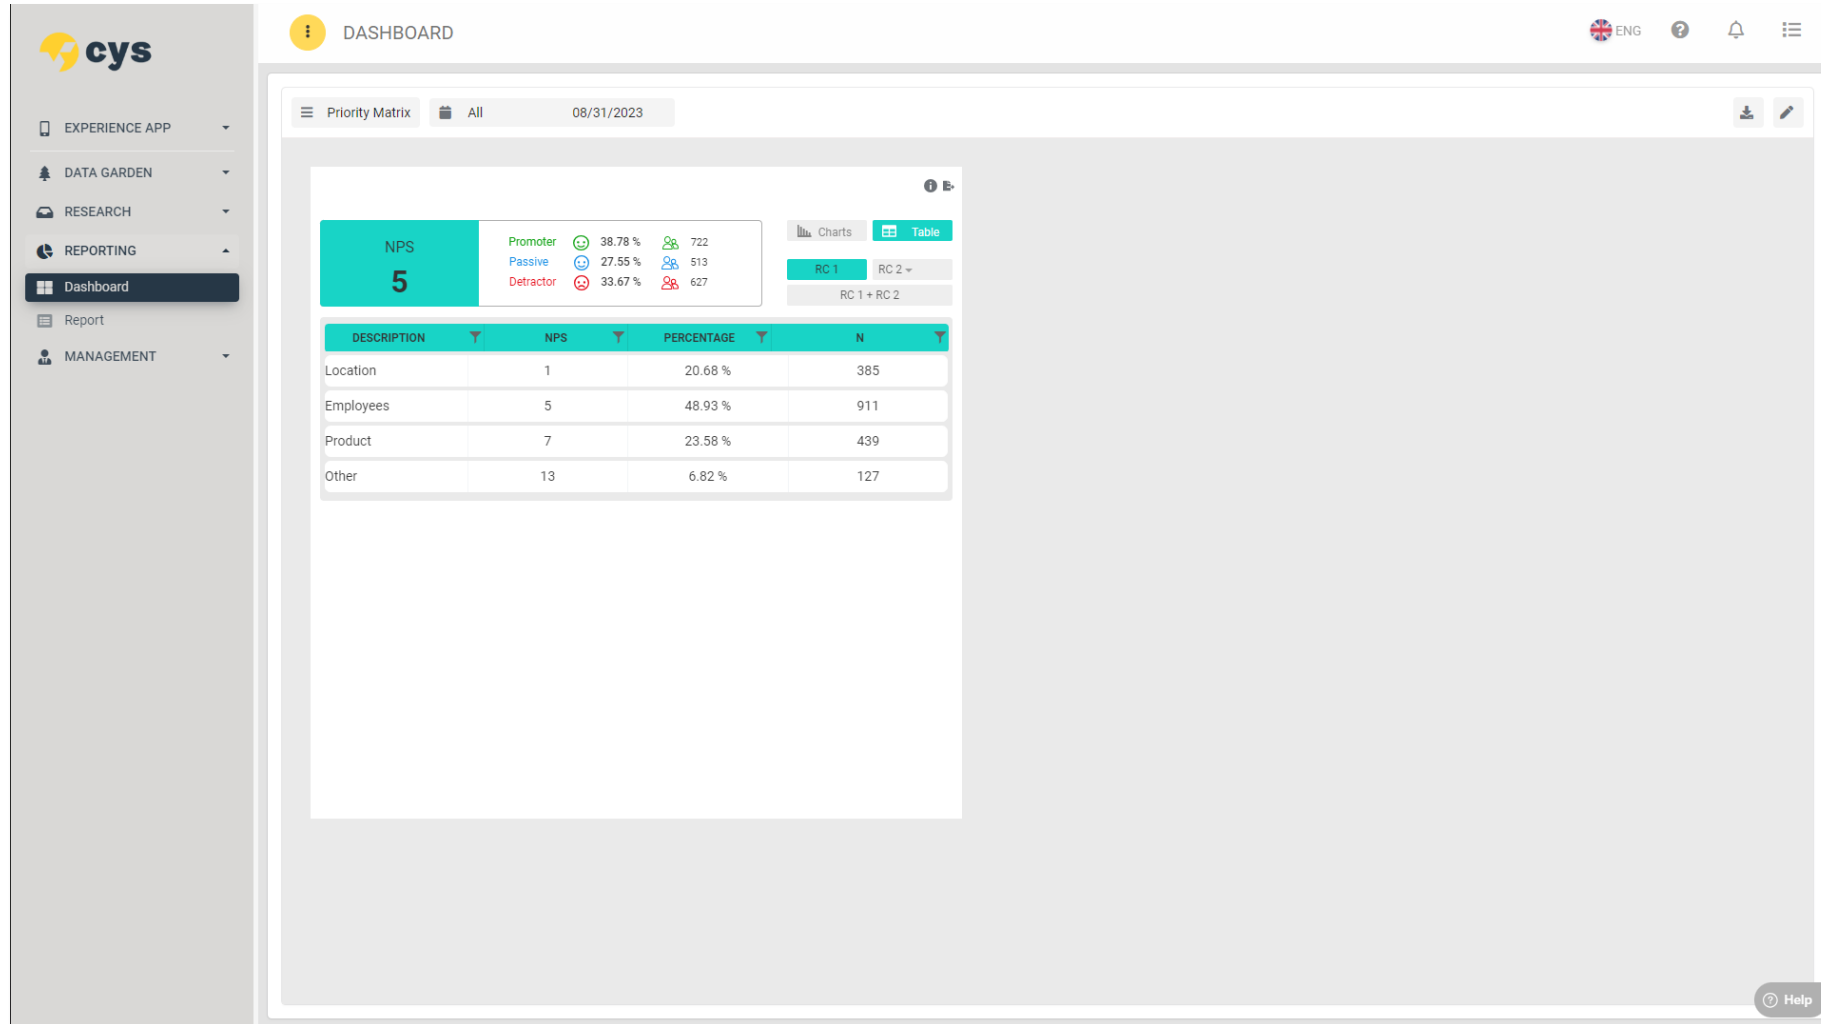 cys
DASHBOARD
ENG
EXPERIENCE APP
DATA GARDEN
RESEARCH
REPORTING
Dashboard
Report
MANAGEMENT
Priority Matrix
All
08/31/2023
NPS
5
Promoter 38.78 % 722
Passive 27.55 % 513
Detractor 33.67 % 627
Charts
Table
RC 1
RC 2
RC 1 + RC 2
DESCRIPTION NPS PERCENTAGE N
Location 1 20.68 % 385
Employees 5 48.93 % 911
Product 7 23.58 % 439
Other 13 6.82 % 127
Help